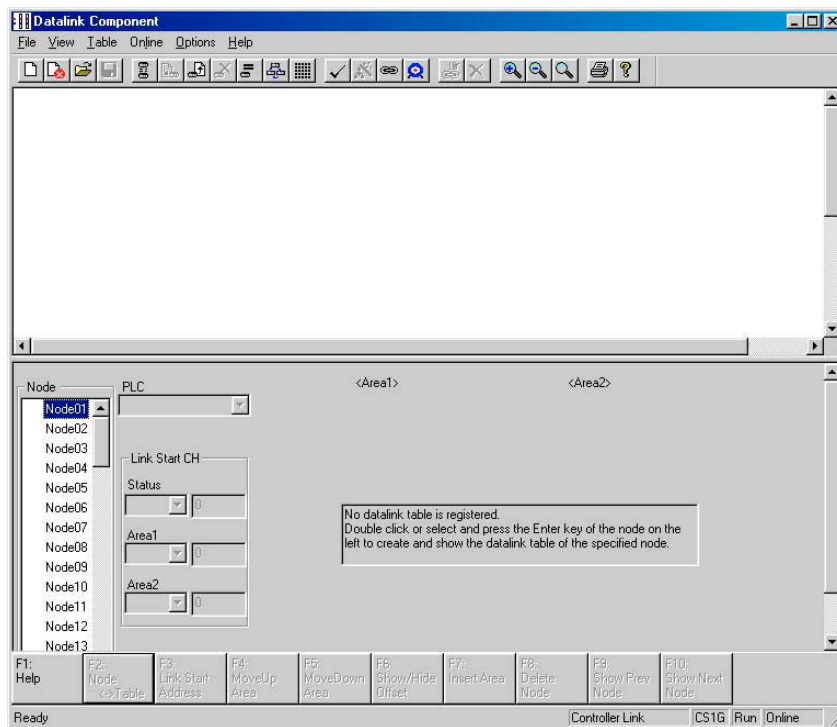 Datalink Component
File View Table Online Options Help
Node
Node01
Node02
Node03
Node04
Node05
Node06
Node07
Node08
Node09
Node10
Node11
Node12
Node13
PLC
<Area1>
<Area2>
Link Start CH
Status
0
Area1
0
Area2
0
No datalink table is registered.
Double click or select and press the Enter key of the node on the
left to create and show the datalink table of the specified node.
F1:
Help
F2:
Node
<->Table
F3:
Link Start
Address
F4:
MoveUp
Area
F5:
MoveDown
Area
F6:
Show/Hide
Offset
F7:
Insert Area
F8:
Delete
Node
F9:
Show Prev
Node
F10:
Show Next
Node
Ready
Controller Link
CS1G
Run
Online